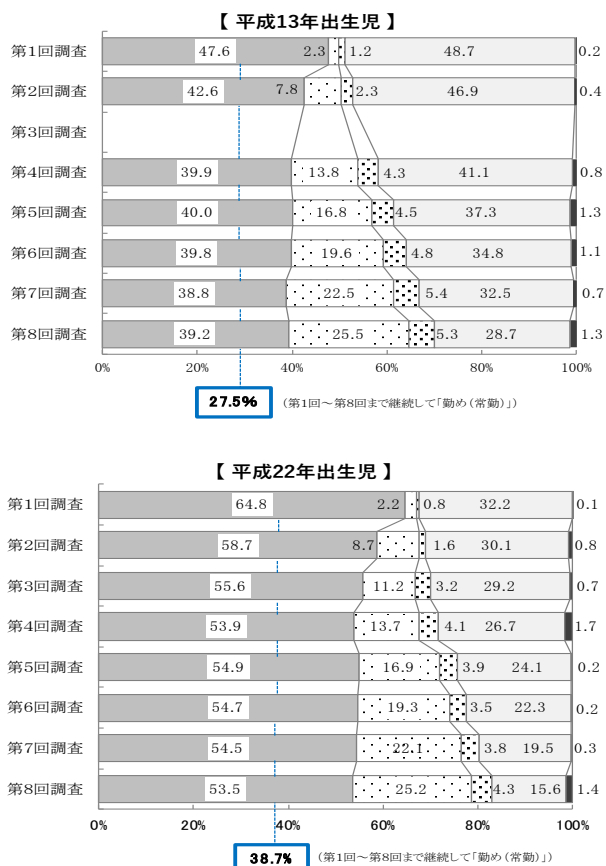 【 平成13年出生児 】
第1回調査 47.6 2.3 1.2 48.7 0.2
第2回調査 42.6 7.8 2.3 46.9 0.4
第3回調査
第4回調査 39.9 13.8 4.3 41.1 0.8
第5回調査 40.0 16.8 4.5 37.3 1.3
第6回調査 39.8 19.6 4.8 34.8 1.1
第7回調査 38.8 22.5 5.4 32.5 0.7
第8回調査 39.2 25.5 5.3 28.7 1.3
0% 20% 40% 60% 80% 100%
27.5% (第1回～第8回まで継続して「勤め(常勤)」)
【 平成22年出生児 】
第1回調査 64.8 2.2 0.8 32.2 0.1
第2回調査 58.7 8.7 1.6 30.1 0.8
第3回調査 55.6 11.2 3.2 29.2 0.7
第4回調査 53.9 13.7 4.1 26.7 1.7
第5回調査 54.9 16.9 3.9 24.1 0.2
第6回調査 54.7 19.3 3.5 22.3 0.2
第7回調査 54.5 22.1 3.8 19.5 0.3
第8回調査 53.5 25.2 4.3 15.6 1.4
0% 20% 40% 60% 80% 100%
38.7% (第1回～第8回まで継続して「勤め(常勤)」)